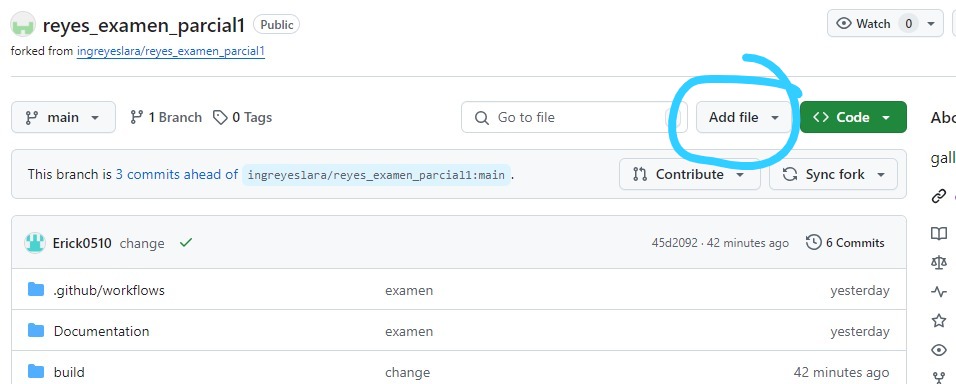 reyes_examen_parcial1 Public Watch 0
forked from ingreyeslara/reyes_examen_parcial1
main 1 Branch 0 Tags Go to file Add file Code
This branch is 3 commits ahead of ingreyeslara/reyes_examen_parcial1:main. Contribute Sync fork
Erick0510 change 45d2092 · 42 minutes ago 6 Commits
.github/workflows examen yesterday
Documentation examen yesterday
build change 42 minutes ago
Abo
gall